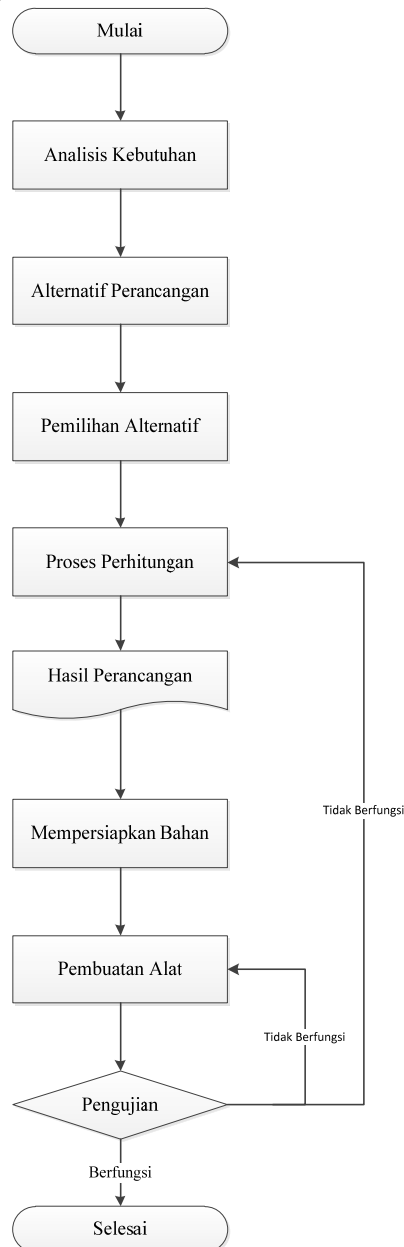 Mulai
Analisis Kebutuhan
Alternatif Perancangan
Pemilihan Alternatif
Proses Perhitungan
Hasil Perancangan
Tidak Berfungsi
Mempersiapkan Bahan
Pembuatan Alat
Tidak Berfungsi
Pengujian
Berfungsi
Selesai